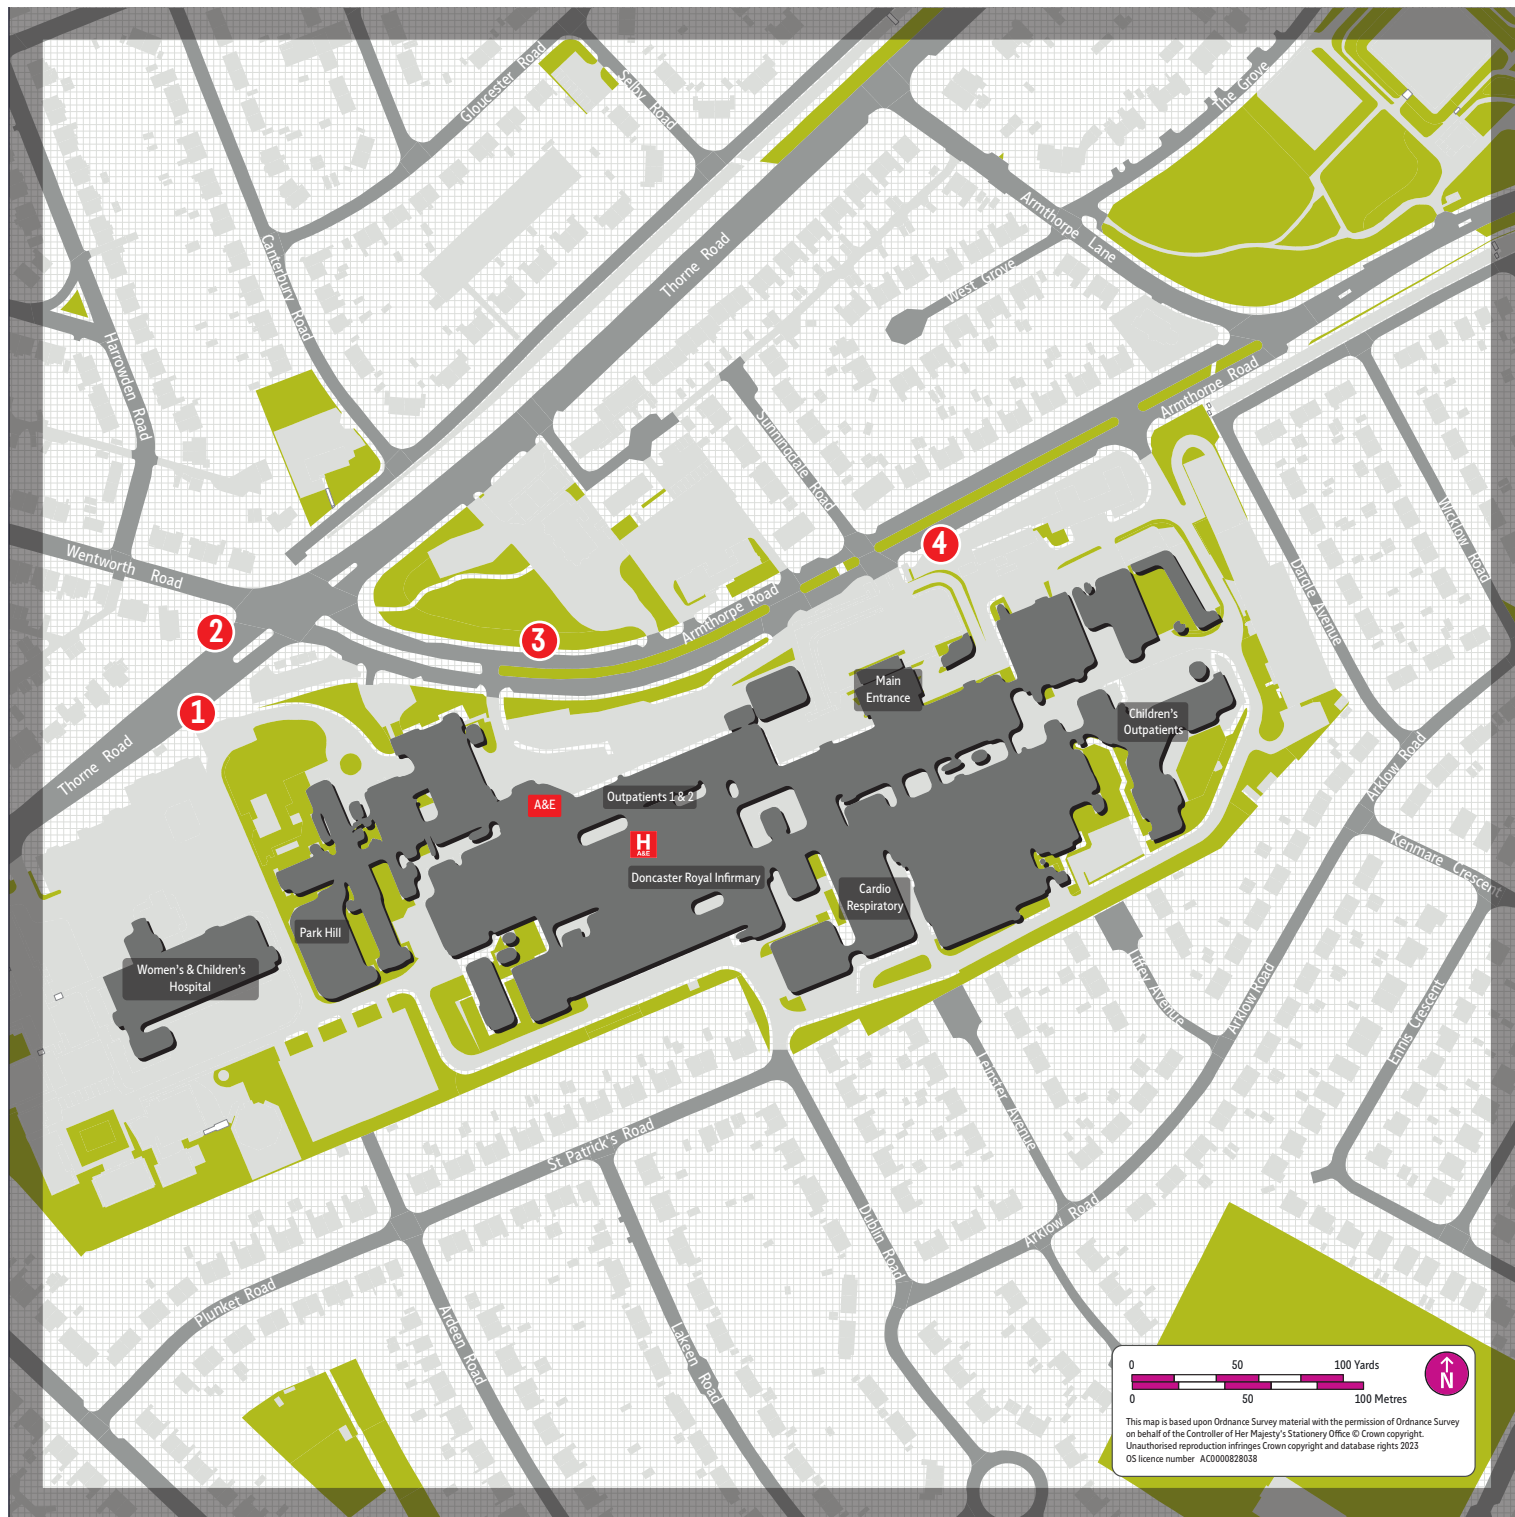 Gloucester Road
Selby Road
The Grove
Armthorpe Lane
Canterbury Road
Thorne Road
West Grove
Harrowden Road
Armthorpe Road
Sunningdale Road
Wicklow Road
Wentworth Road
4
Dardle Avenue
2
3
Armthorpe Road
1
Main
Entrance
Children's
Outpatients
Thorne Road
Arklow Road
A&E
Outpatients 1 & 2
H
A&E
Kenmare Crescent
Doncaster Royal Infirmary
Cardio
Respiratory
Park Hill
Women's & Children's
Hospital
Liffey Avenue
Arklow Road
Ennis Crescent
Leinster Avenue
St Patrick's Road
Dublin Road
Arklow Road
Plunket Road
Ardeen Road
Lakeen Road
0 50 100 Yards
0 50 100 Metres
N
This map is based upon Ordnance Survey material with the permission of Ordnance Survey
on behalf of the Controller of Her Majesty's Stationery Office © Crown copyright.
Unauthorised reproduction infringes Crown copyright and database rights 2023
OS licence number AC0000828038